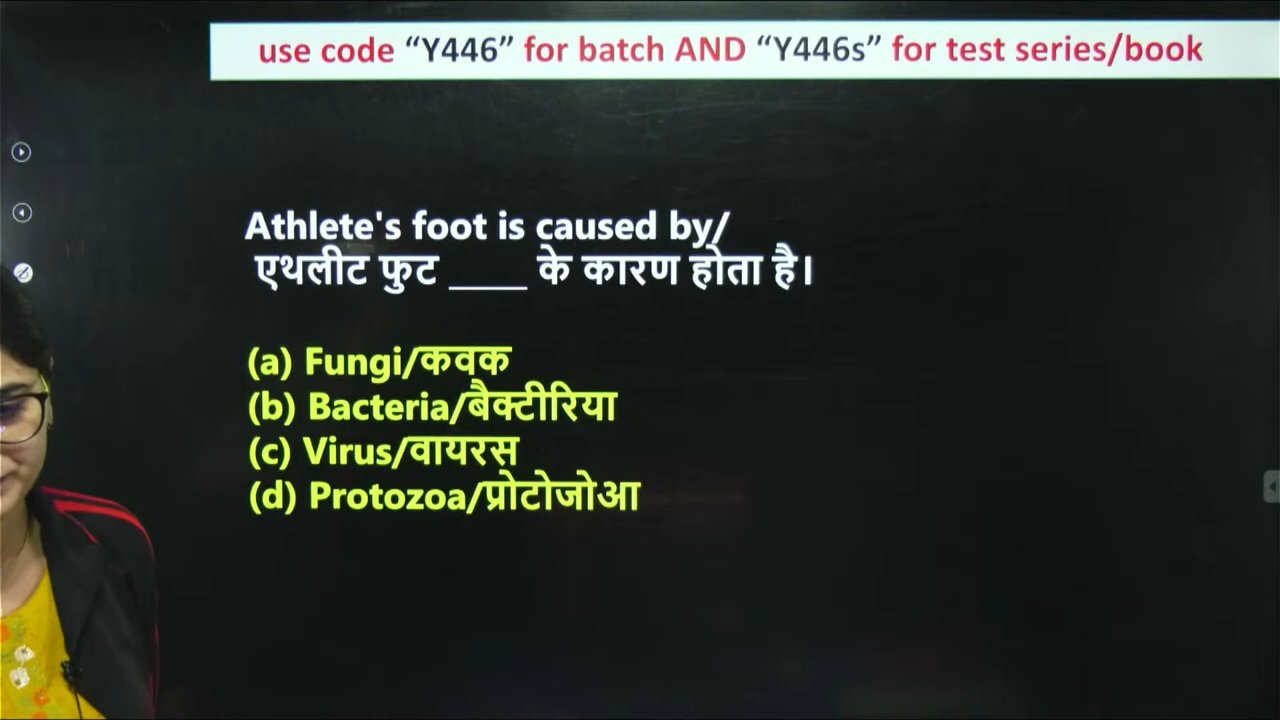 use code “Y446” for batch AND “Y446s” for test series/book
Athlete's foot is caused by/
एथलीट फुट ____ के कारण होता है।
(a) Fungi/कवक
(b) Bacteria/बैक्टीरिया
(c) Virus/वायरस
(d) Protozoa/प्रोटोजोआ